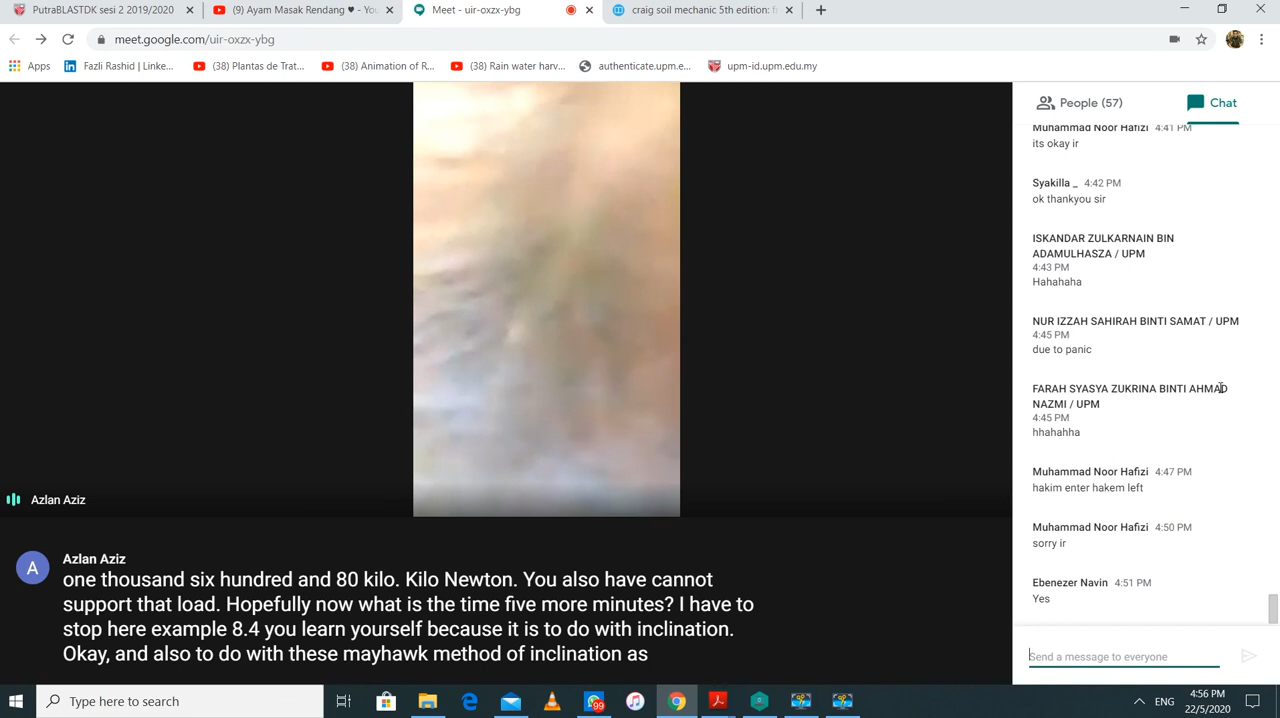 PutraBLASTDK sesi 2 2019/2020
(9) Ayam Masak Rendang ♥ - You
Meet - uir-oxzx-ybg
craig soil mechanic 5th edition: f
meet.google.com/uir-oxzx-ybg
Apps
Fazli Rashid | Linke...
(38) Plantas de Trat...
(38) Animation of R...
(38) Rain water harv...
authenticate.upm.e...
upm-id.upm.edu.my
People (57)
Chat
Muhammad Noor Hafizi 4:41 PM
its okay ir
Syakilla _ 4:42 PM
ok thankyou sir
ISKANDAR ZULKARNAIN BIN
ADAMULHASZA / UPM
4:43 PM
Hahahaha
NUR IZZAH SAHIRAH BINTI SAMAT / UPM
4:45 PM
due to panic
FARAH SYASYA ZUKRINA BINTI AHMAD
NAZMI / UPM
4:45 PM
hhahahha
Muhammad Noor Hafizi 4:47 PM
hakim enter hakem left
Muhammad Noor Hafizi 4:50 PM
sorry ir
Ebenezer Navin 4:51 PM
Yes
Send a message to everyone
Azlan Aziz
A
Azlan Aziz
one thousand six hundred and 80 kilo. Kilo Newton. You also have cannot
support that load. Hopefully now what is the time five more minutes? I have to
stop here example 8.4 you learn yourself because it is to do with inclination.
Okay, and also to do with these mayhawk method of inclination as
Type here to search
99
ENG
4:56 PM
22/5/2020